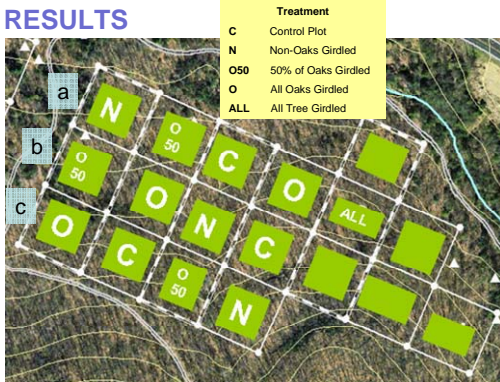 RESULTS
Treatment
C Control Plot
N Non-Oaks Girdled
O50 50% of Oaks Girdled
O All Oaks Girdled
ALL All Tree Girdled
a
N
O
50
C
O
b
O
50
O
N
C
ALL
c
O
C
O
50
N